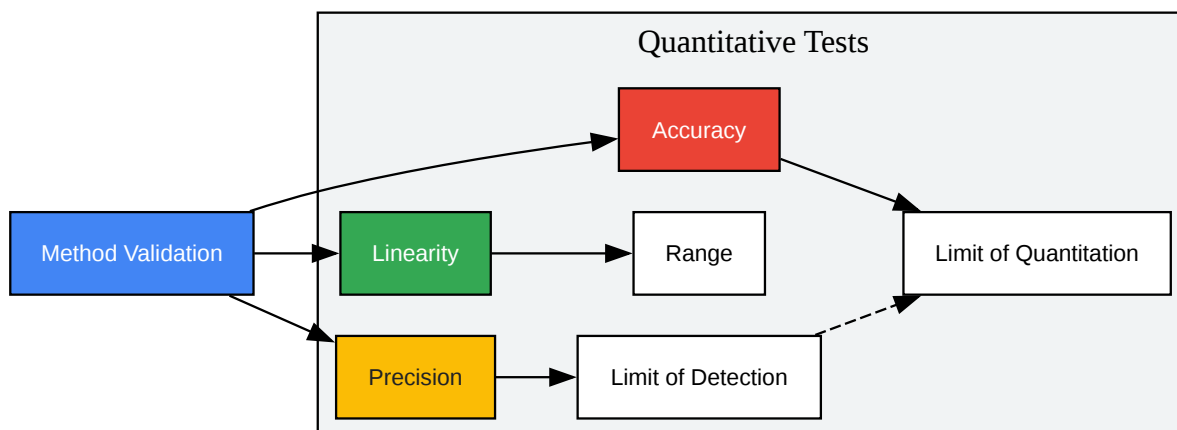 Quantitative Tests
Accuracy
Method Validation
Linearity
Range
Limit of Quantitation
Precision
Limit of Detection